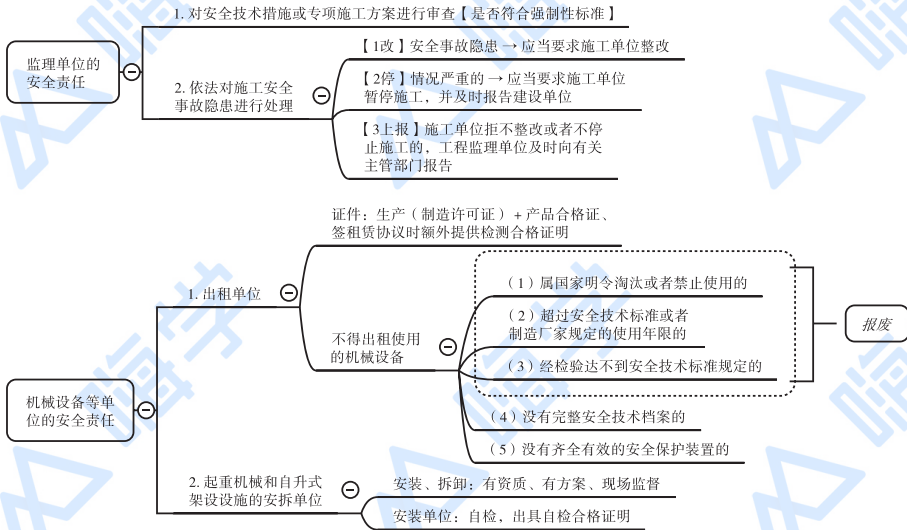 1. 对安全技术措施或专项施工方案进行审查【是否符合强制性标准】
监理单位的
安全责任
2. 依法对施工安全
事故隐患进行处理
【1改】安全事故隐患 → 应当要求施工单位整改
【2停】情况严重的 → 应当要求施工单位
暂停施工，并及时报告建设单位
【3上报】施工单位拒不整改或者不停
止施工的，工程监理单位及时向有关
主管部门报告
机械设备等单
位的安全责任
1. 出租单位
证件：生产（制造许可证）+ 产品合格证、
签租赁协议时额外提供检测合格证明
不得出租使用
的机械设备
（1）属国家明令淘汰或者禁止使用的
（2）超过安全技术标准或者
制造厂家规定的使用年限的
（3）经检验达不到安全技术标准规定的
报废
（4）没有完整安全技术档案的
（5）没有齐全有效的安全保护装置的
2. 起重机械和自升式
架设设施的安拆单位
安装、拆卸：有资质、有方案、现场监督
安装单位：自检，出具自检合格证明
嗨学
嗨学
嗨学
嗨学
嗨学
嗨学